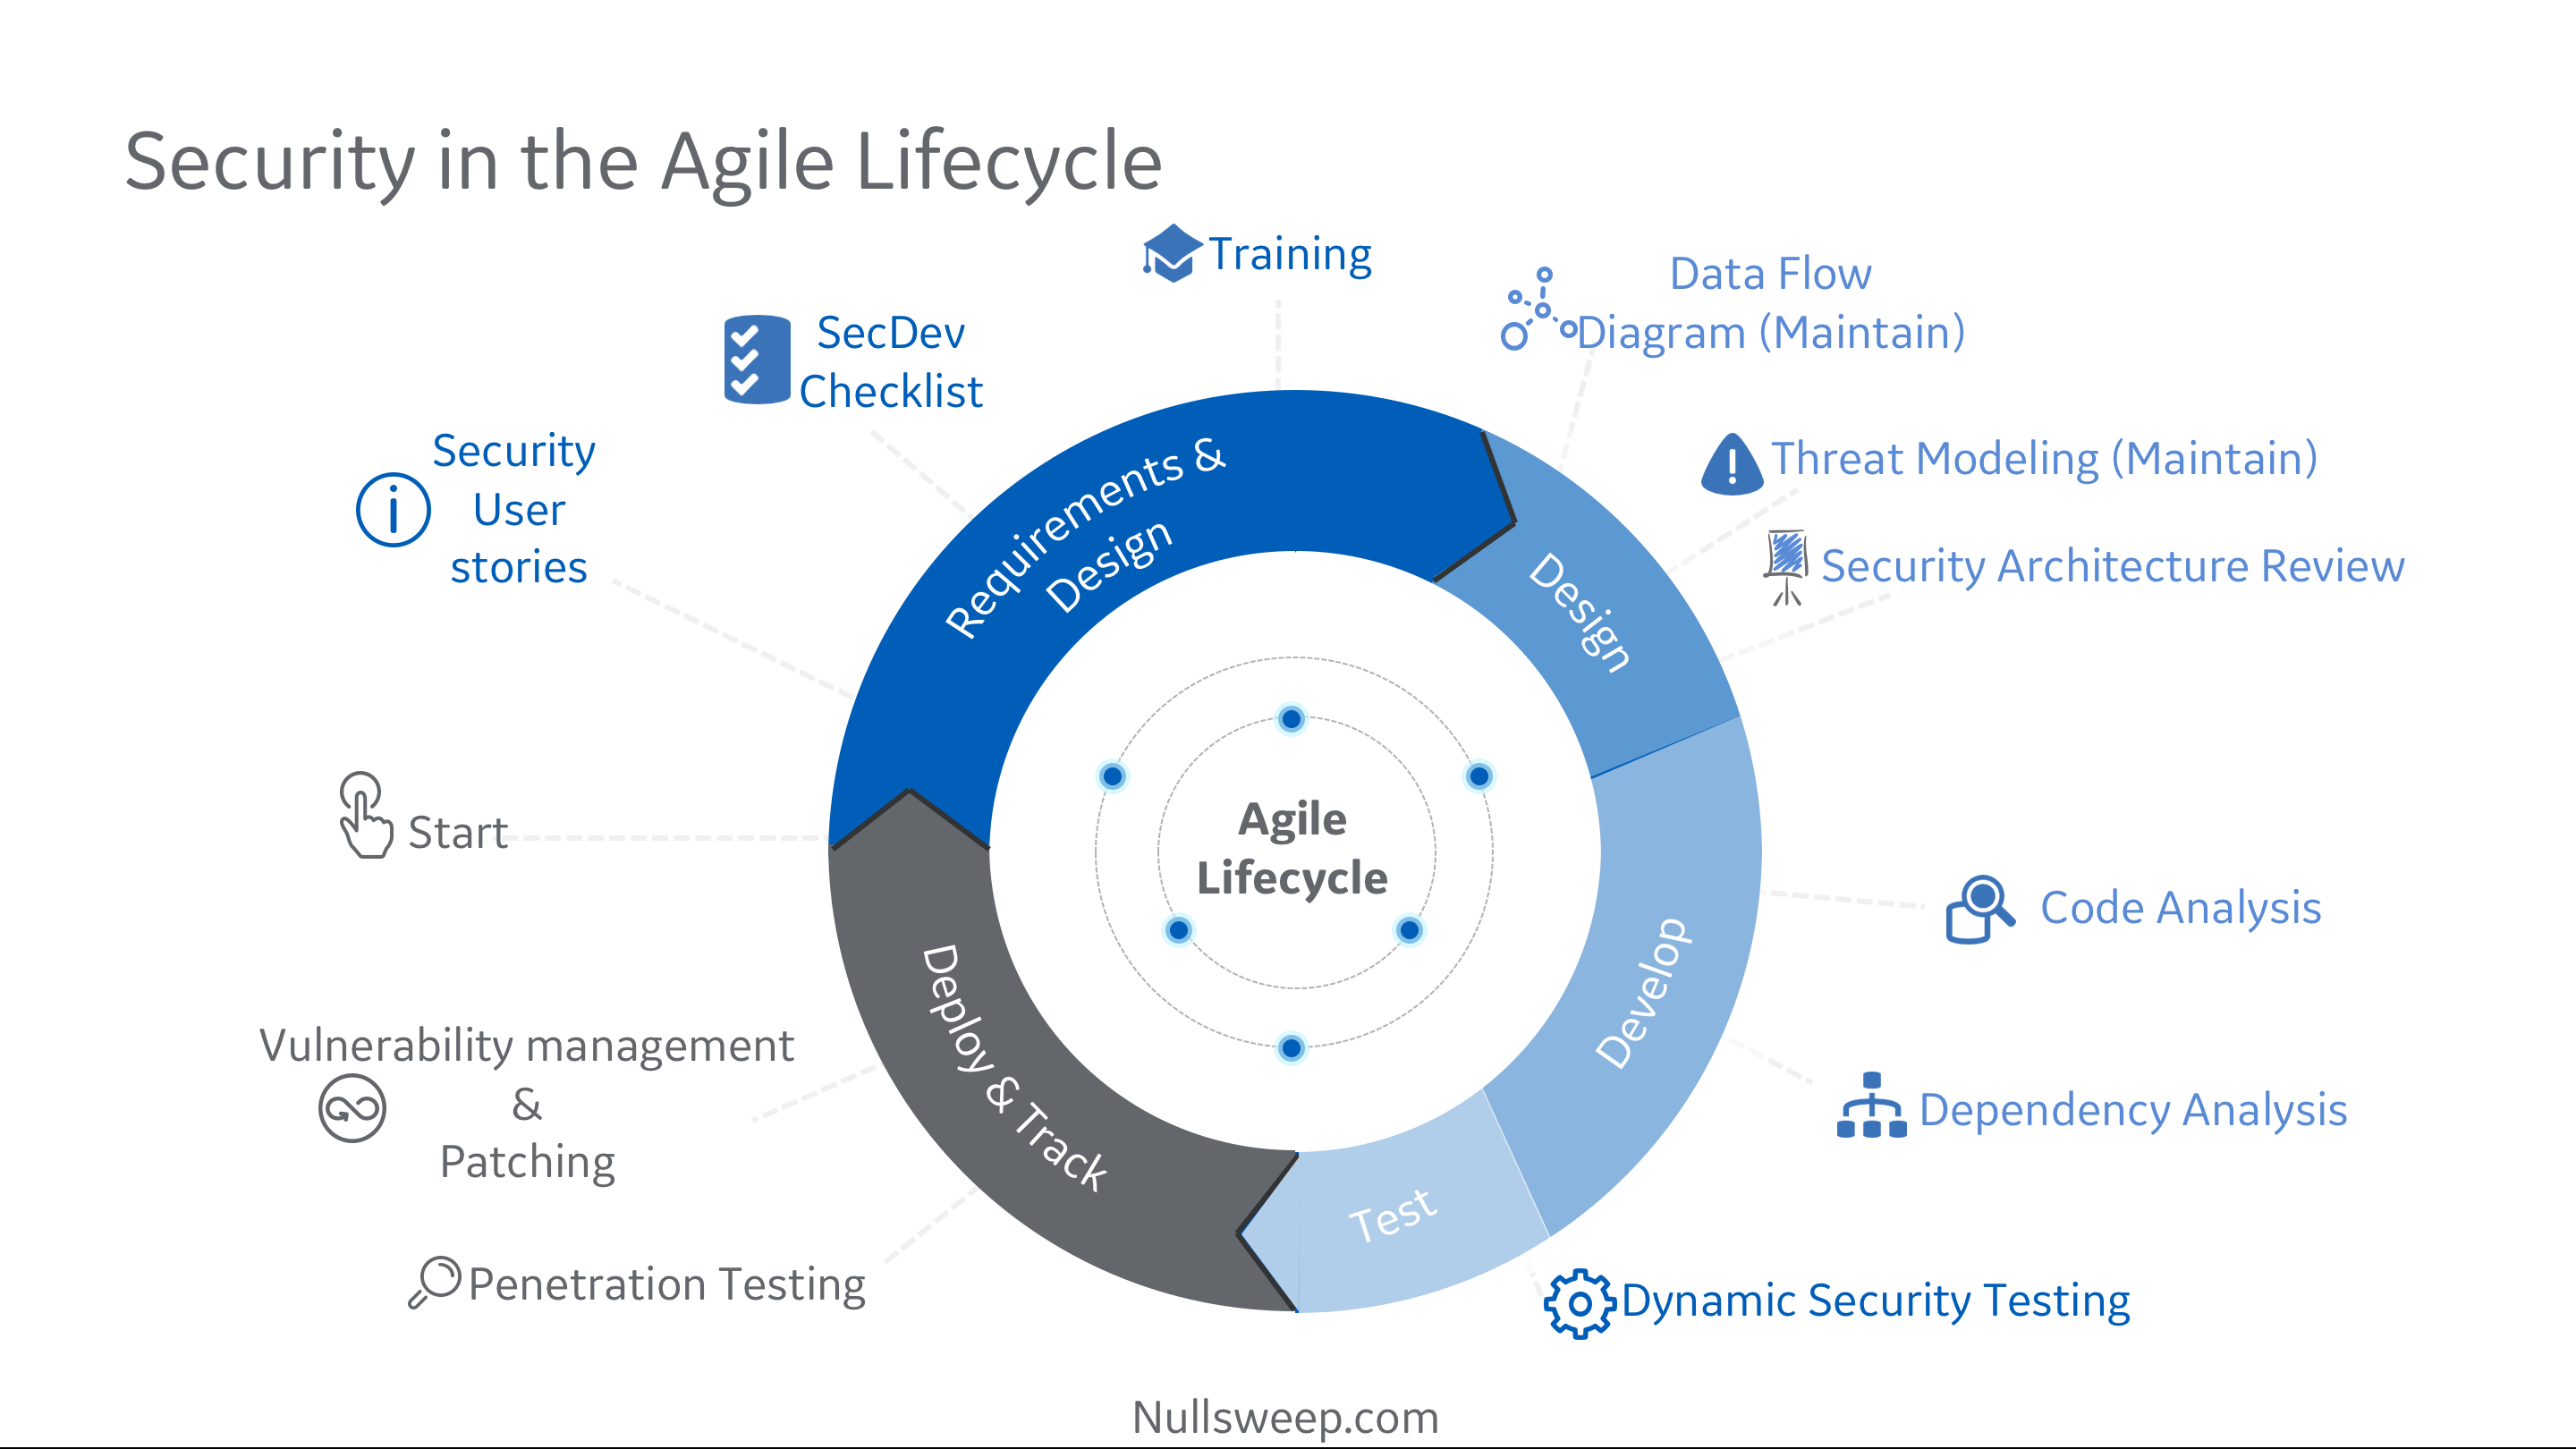 Security in the Agile Lifecycle
Training
Data Flow
Diagram (Maintain)
SecDev
Checklist
Security
User
stories
Threat Modeling (Maintain)
Security Architecture Review
Requirements &
Design
Design
Start
Agile
Lifecycle
Code Analysis
Develop
Dependency Analysis
Vulnerability management
&
Patching
Deploy & Track
Test
Penetration Testing
Dynamic Security Testing
Nullsweep.com